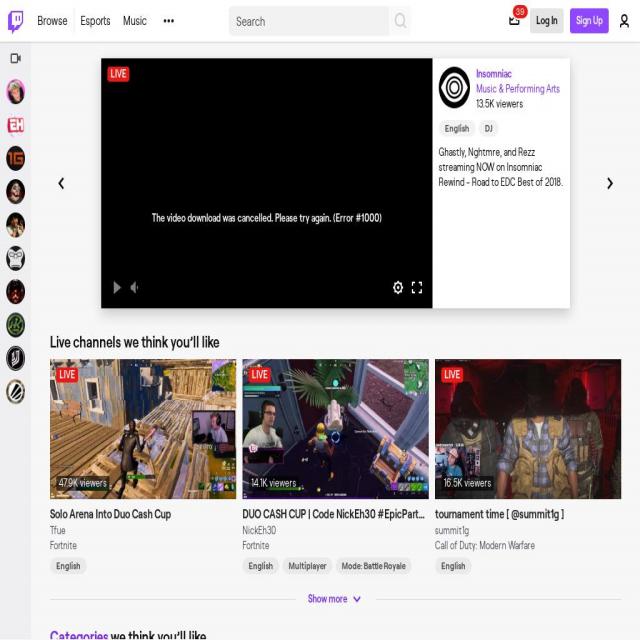 Browse
Esports
Music
•••
Search
39
Log In
Sign Up
LIVE
The video download was cancelled. Please try again. (Error #1000)
Insomniac
Music & Performing Arts
13.5K viewers
English
DJ
Ghastly, Nghtmre, and Rezz
streaming NOW on Insomniac
Rewind - Road to EDC Best of 2018.
Live channels we think you'll like
LIVE
LIVE
LIVE
47.9K viewers
14.1K viewers
16.5K viewers
Solo Arena Into Duo Cash Cup
Tfue
Fortnite
English
DUO CASH CUP | Code NickEh30 #EpicPart...
NickEh30
Fortnite
English
Multiplayer
Mode: Battle Royale
tournament time [ @summit1g ]
summit1g
Call of Duty: Modern Warfare
English
Show more
Categories we think you'll like